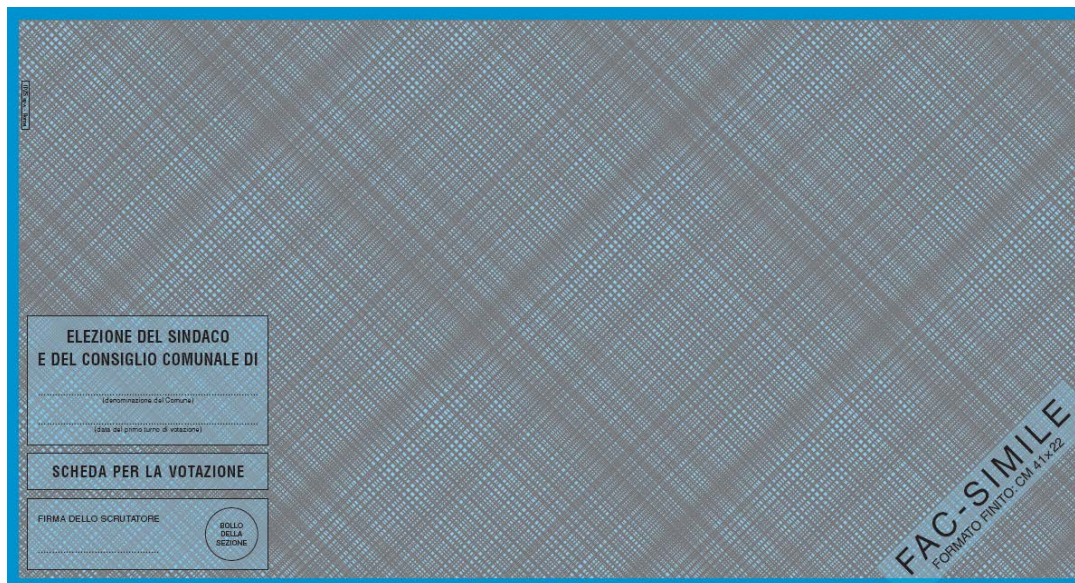 ELEZIONE DEL SINDACO
E DEL CONSIGLIO COMUNALE DI
(denominazione del Comune)
(data del primo turno di votazione)
SCHEDA PER LA VOTAZIONE
FIRMA DELLO SCRUTATORE
BOLLO
DELLA
SEZIONE
FAC-SIMILE
FORMATO FINITO: CM 41x22